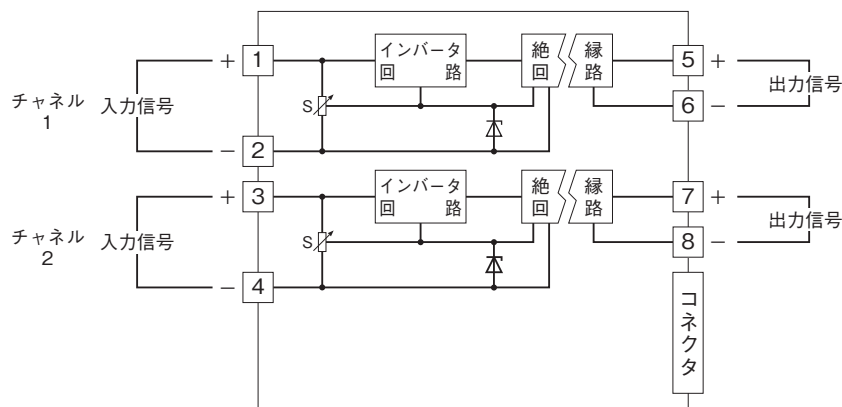 チャネル
1
入力信号
+ 1
− 2
S
インバータ
回 路
絶 縁
回 路
5 +
6 −
出力信号
チャネル
2
入力信号
+ 3
− 4
S
インバータ
回 路
絶 縁
回 路
7 +
8 −
出力信号
コネクタ